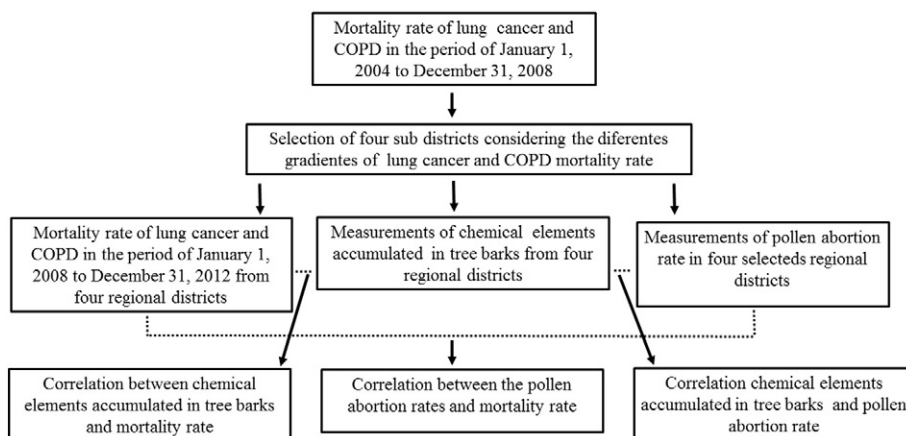 Mortality rate of lung cancer and
COPD in the period of January 1,
2004 to December 31, 2008
Selection of four sub districts considering the diferentes
gradientes of lung cancer and COPD mortality rate
Mortality rate of lung cancer and
COPD in the period of January 1,
2008 to December 31, 2012 from
four regional districts
Measurements of chemical elements
accumulated in tree barks from four
regional districts
Measurements of pollen abortion
rate in four selecteds regional
districts
Correlation between chemical
elements accumulated in tree barks
and mortality rate
Correlation between the pollen
abortion rates and mortality rate
Correlation chemical elements
accumulated in tree barks and pollen
abortion rate